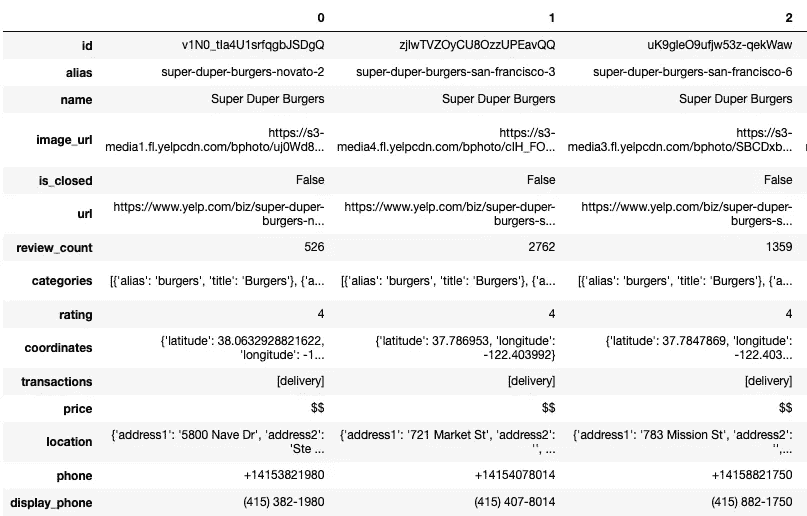 0 1 2
id v1N0_tIa4U1srfqgbJSDgQ zjlwTVZOyCU8OzzUPEavQQ uK9gleO9ufjw53z-qekWaw
alias super-duper-burgers-novato-2 super-duper-burgers-san-francisco-3 super-duper-burgers-san-francisco-6
name Super Duper Burgers Super Duper Burgers Super Duper Burgers
https://s3- https://s3- https://s3-
image_url media1.fl.yelpcdn.com/bphoto/uj0Wd8... media4.fl.yelpcdn.com/bphoto/cIH_FO... media3.fl.yelpcdn.com/bphoto/SBCDxb...
is_closed False False False
url https://www.yelp.com/biz/super-duper- https://www.yelp.com/biz/super-duper- https://www.yelp.com/biz/super-duper-
burgers-n... burgers-s... burgers-s...
review_count 526 2762 1359
categories [{'alias': 'burgers', 'title': 'Burgers'}, {'a... [{'alias': 'burgers', 'title': 'Burgers'}, {'a... [{'alias': 'burgers', 'title': 'Burgers'}, {'a...
rating 4 4 4
coordinates {'latitude': 38.0632928821622, {'latitude': 37.786953, 'longitude': {'latitude': 37.7847869, 'longitude':
'longitude': -1... -122.403992} -122.403...
transactions [delivery] [delivery] [delivery]
price $$ $$ $$
location {'address1': '5800 Nave Dr', 'address2': {'address1': '721 Market St', 'address2': {'address1': '783 Mission St', 'address2':
'Ste ... '', ... '',...
phone +14153821980 +14154078014 +14158821750
display_phone (415) 382-1980 (415) 407-8014 (415) 882-1750